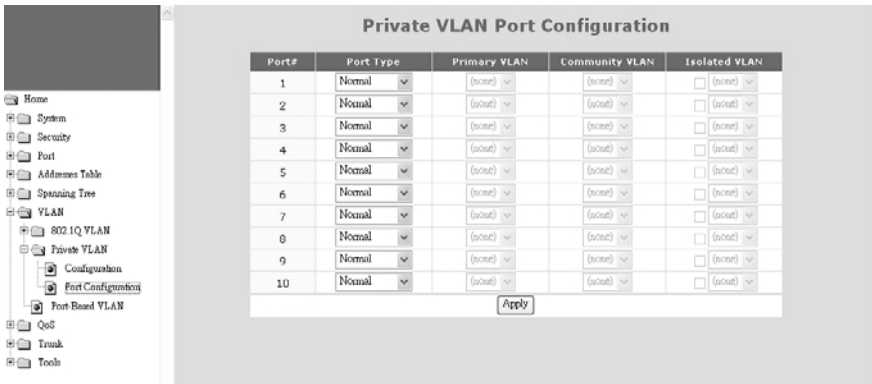 Private VLAN Port Configuration
Port# Port Type Primary VLAN Community VLAN Isolated VLAN
1 Normal (none) (none) (none)
2 Normal (none) (none) (none)
3 Normal (none) (none) (none)
4 Normal (none) (none) (none)
5 Normal (none) (none) (none)
6 Normal (none) (none) (none)
7 Normal (none) (none) (none)
8 Normal (none) (none) (none)
9 Normal (none) (none) (none)
10 Normal (none) (none) (none)
Apply
Home
System
Security
Port
Addresses Table
Spanning Tree
VLAN
802.1Q VLAN
Private VLAN
Configuration
Port Configuration
Port-Based VLAN
QoS
Trunk
Tools